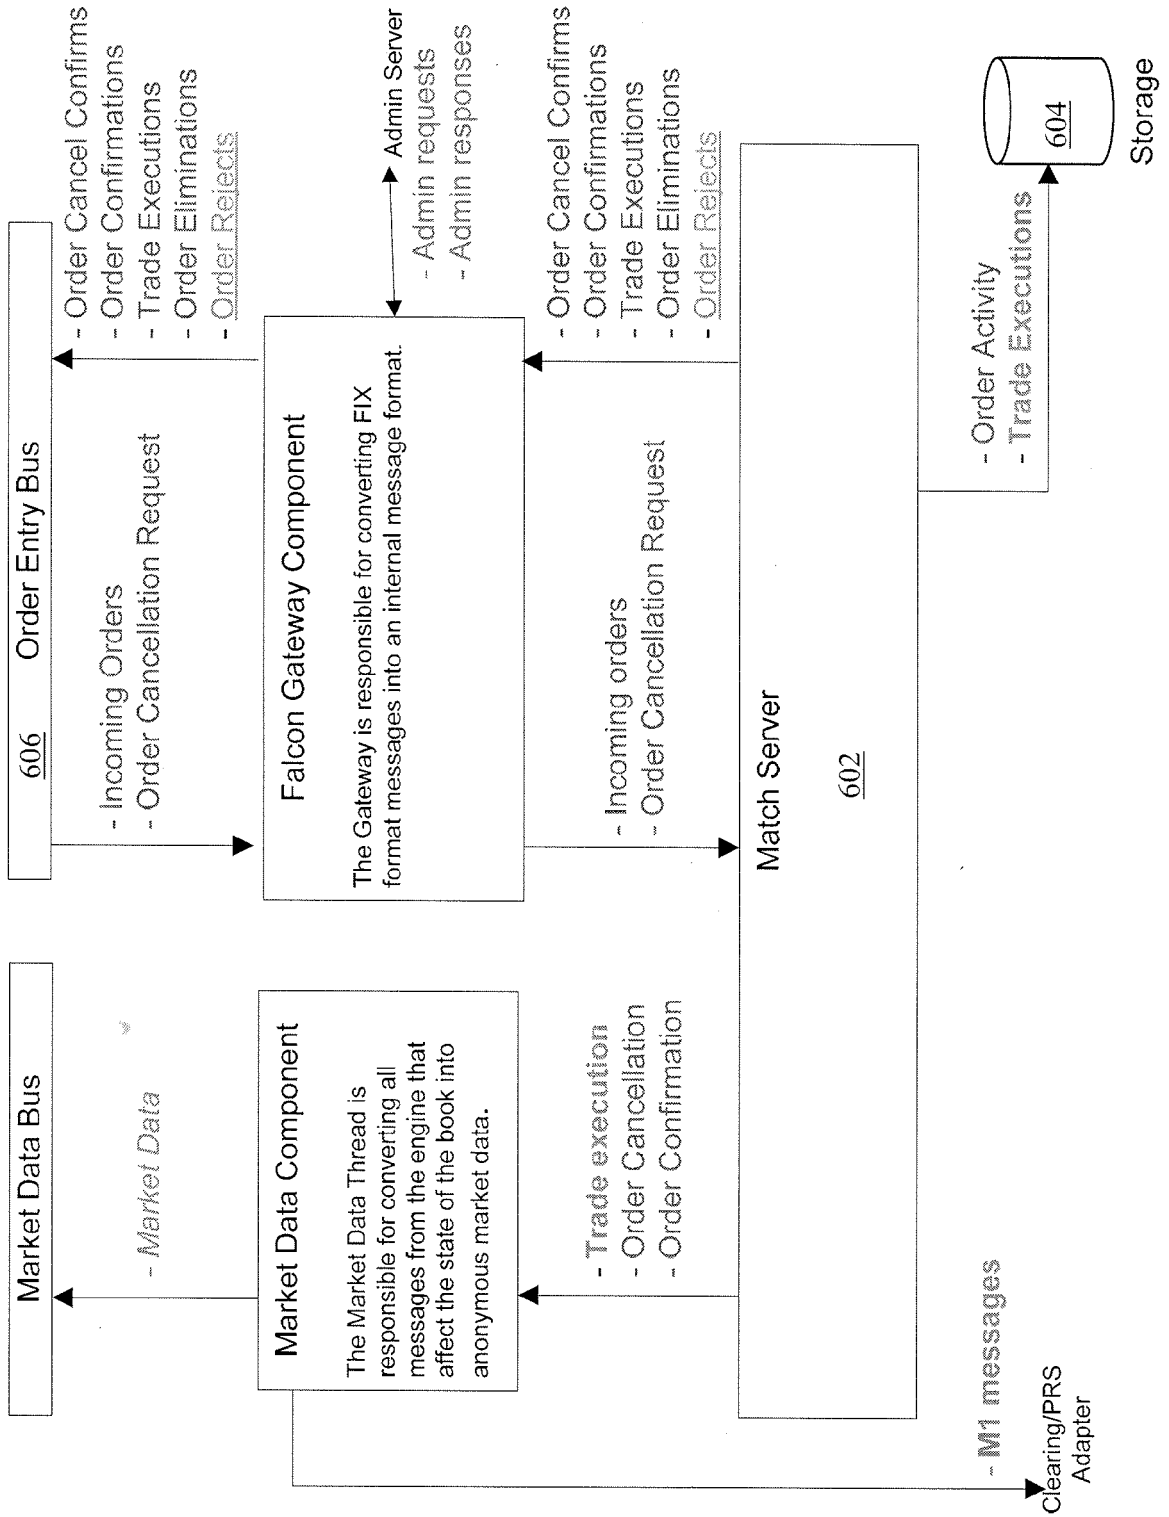 Market Data Bus
606 Order Entry Bus
- Market Data
- Incoming Orders
- Order Cancellation Request
- Order Cancel Confirms
- Order Confirmations
- Trade Executions
- Order Eliminations
- Order Rejects
Market Data Component
The Market Data Thread is
responsible for converting all
messages from the engine that
affect the state of the book into
anonymous market data.
Falcon Gateway Component
The Gateway is responsible for converting FIX
format messages into an internal message format.
Admin Server
- Admin requests
- Admin responses
- Trade execution
- Order Cancellation
- Order Confirmation
- Incoming orders
- Order Cancellation Request
- Order Cancel Confirms
- Order Confirmations
- Trade Executions
- Order Eliminations
- Order Rejects
Match Server
602
- M1 messages
Clearing/PRS
Adapter
- Order Activity
- Trade Executions
604
Storage